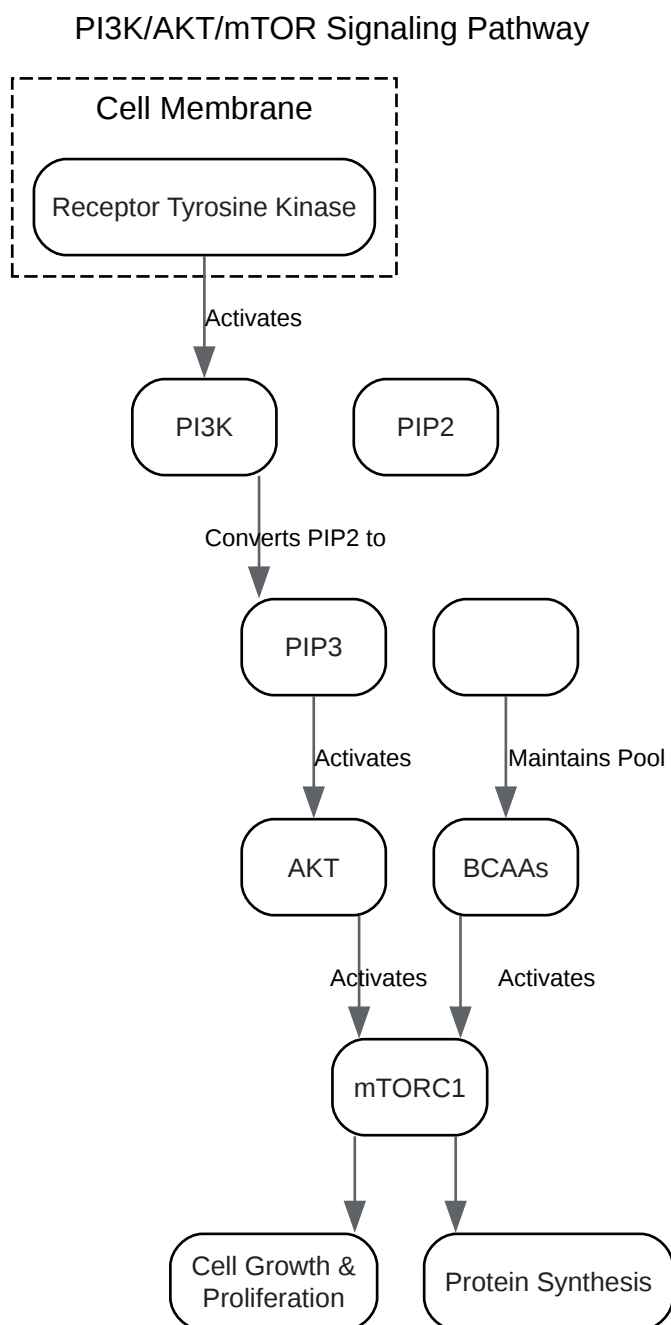 PI3K/AKT/mTOR Signaling Pathway
Cell Membrane
Receptor Tyrosine Kinase
Activates
PI3K
PIP2
Converts PIP2 to
PIP3
Activates
Maintains Pool
AKT
BCAAs
Activates
Activates
mTORC1
Cell Growth &
Proliferation
Protein Synthesis